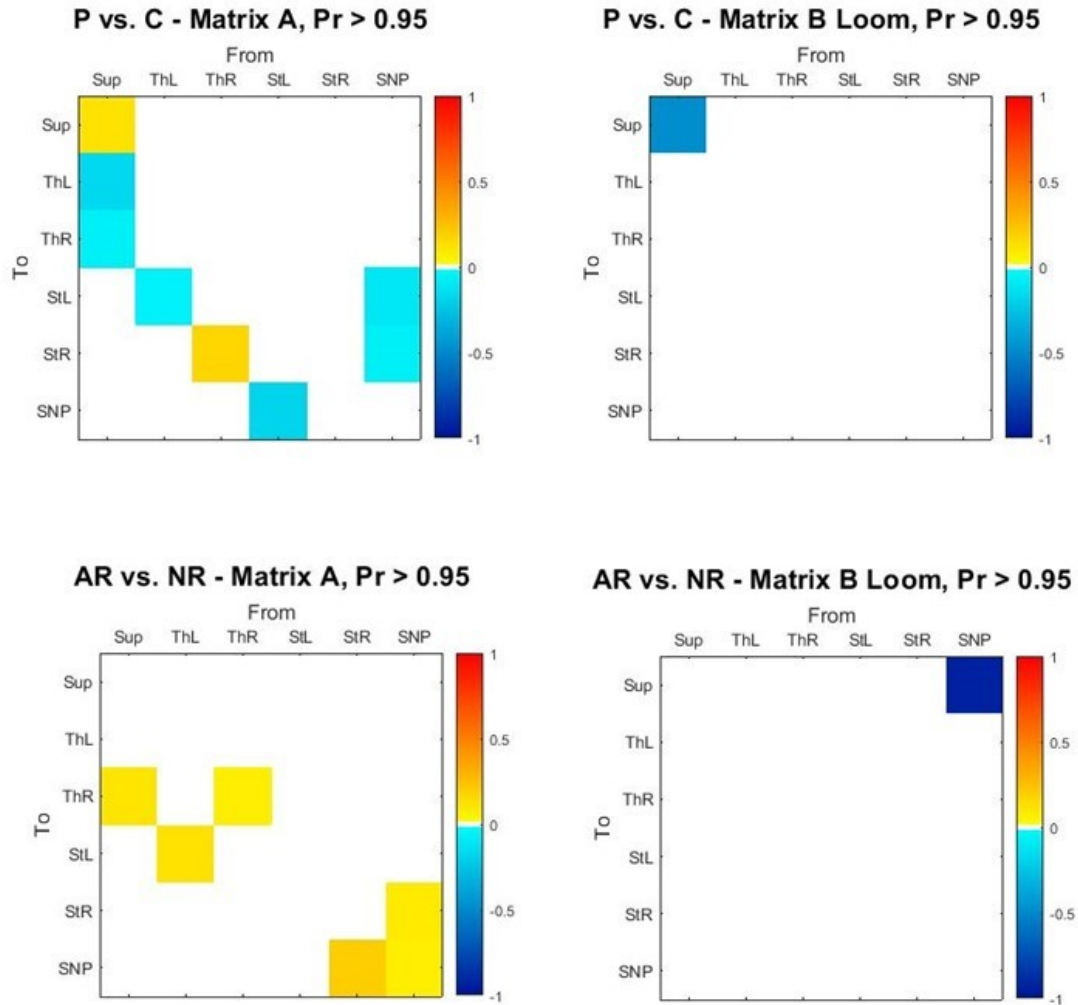 P vs. C - Matrix A, Pr > 0.95
From
Sup ThL ThR StL StR SNP
To
Sup
ThL
ThR
StL
StR
SNP
1
0.5
0
-0.5
-1
P vs. C - Matrix B Loom, Pr > 0.95
From
Sup ThL ThR StL StR SNP
To
Sup
ThL
ThR
StL
StR
SNP
1
0.5
0
-0.5
-1
AR vs. NR - Matrix A, Pr > 0.95
From
Sup ThL ThR StL StR SNP
To
Sup
ThL
ThR
StL
StR
SNP
1
0.5
0
-0.5
-1
AR vs. NR - Matrix B Loom, Pr > 0.95
From
Sup ThL ThR StL StR SNP
To
Sup
ThL
ThR
StL
StR
SNP
1
0.5
0
-0.5
-1